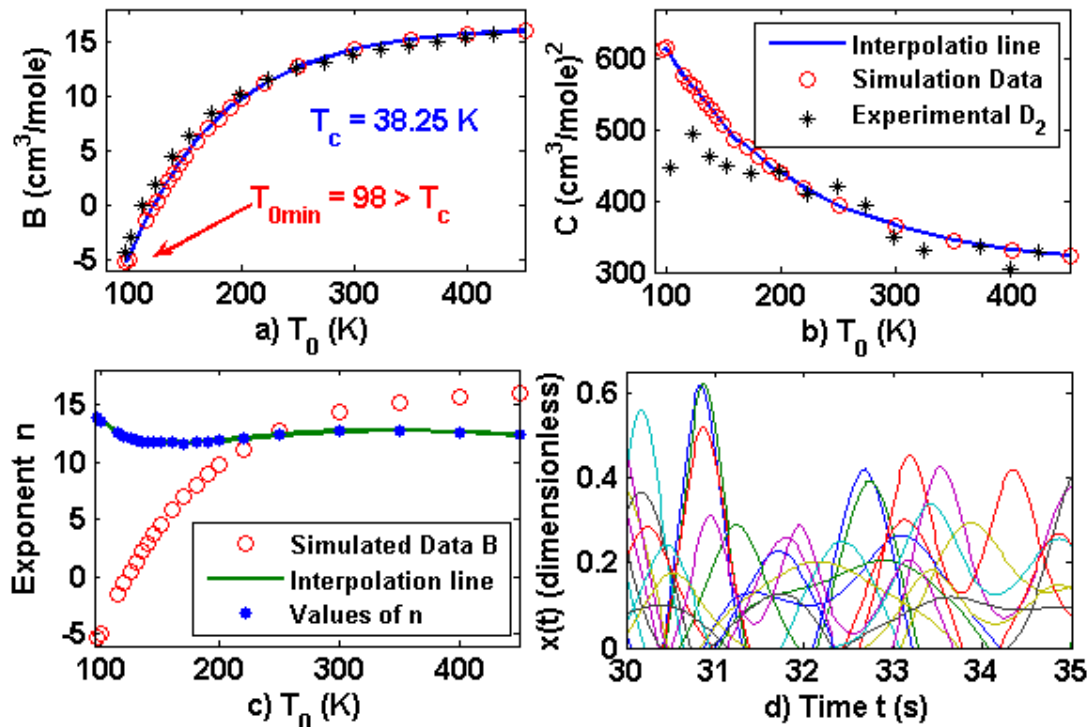 B (cm³/mole)
15
10
5
0
-5
T_c = 38.25 K
T_0min = 98 > T_c
100 200 300 400
a) T_0 (K)
C (cm³/mole)²
600
500
400
300
Interpolatio line
Simulation Data
Experimental D_2
100 200 300 400
b) T_0 (K)
Exponent n
15
10
5
0
-5
Simulated Data B
Interpolation line
Values of n
100 200 300 400
c) T_0 (K)
x(t) (dimensionless)
0.6
0.4
0.2
0
30 31 32 33 34 35
d) Time t (s)